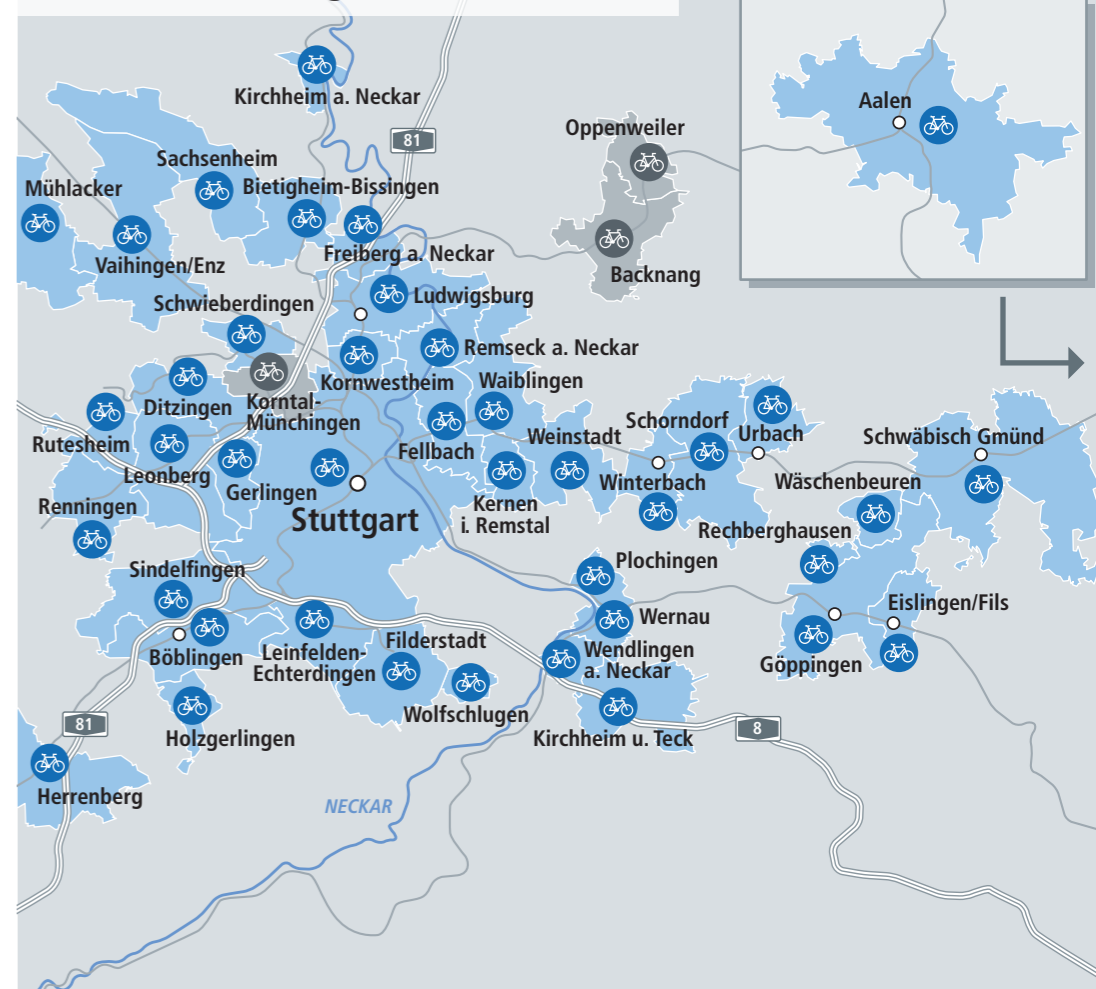 Kirchheim a. Neckar
81
Oppenweiler
Aalen
Sachsenheim
Mühlacker
Bietigheim-Bissingen
Vaihingen/Enz
Freiberg a. Neckar
Backnang
Schwieberdingen
Ludwigsburg
Remseck a. Neckar
Kornwestheim
Waiblingen
Ditzingen
Korntal-
Münchingen
Rutesheim
Fellbach
Weinstadt
Schorndorf
Urbach
Schwäbisch Gmünd
Leonberg
Gerlingen
Kernen
i. Remstal
Winterbach
Wäschenbeuren
Renningen
Stuttgart
Rechberghausen
Sindelfingen
Plochingen
Eislingen/Fils
Wernau
Böblingen
Leinfelden-
Echterdingen
Filderstadt
Wendlingen
a. Neckar
Göppingen
Wolfschlugen
81
Holzgerlingen
Kirchheim u. Teck
8
Herrenberg
NECKAR